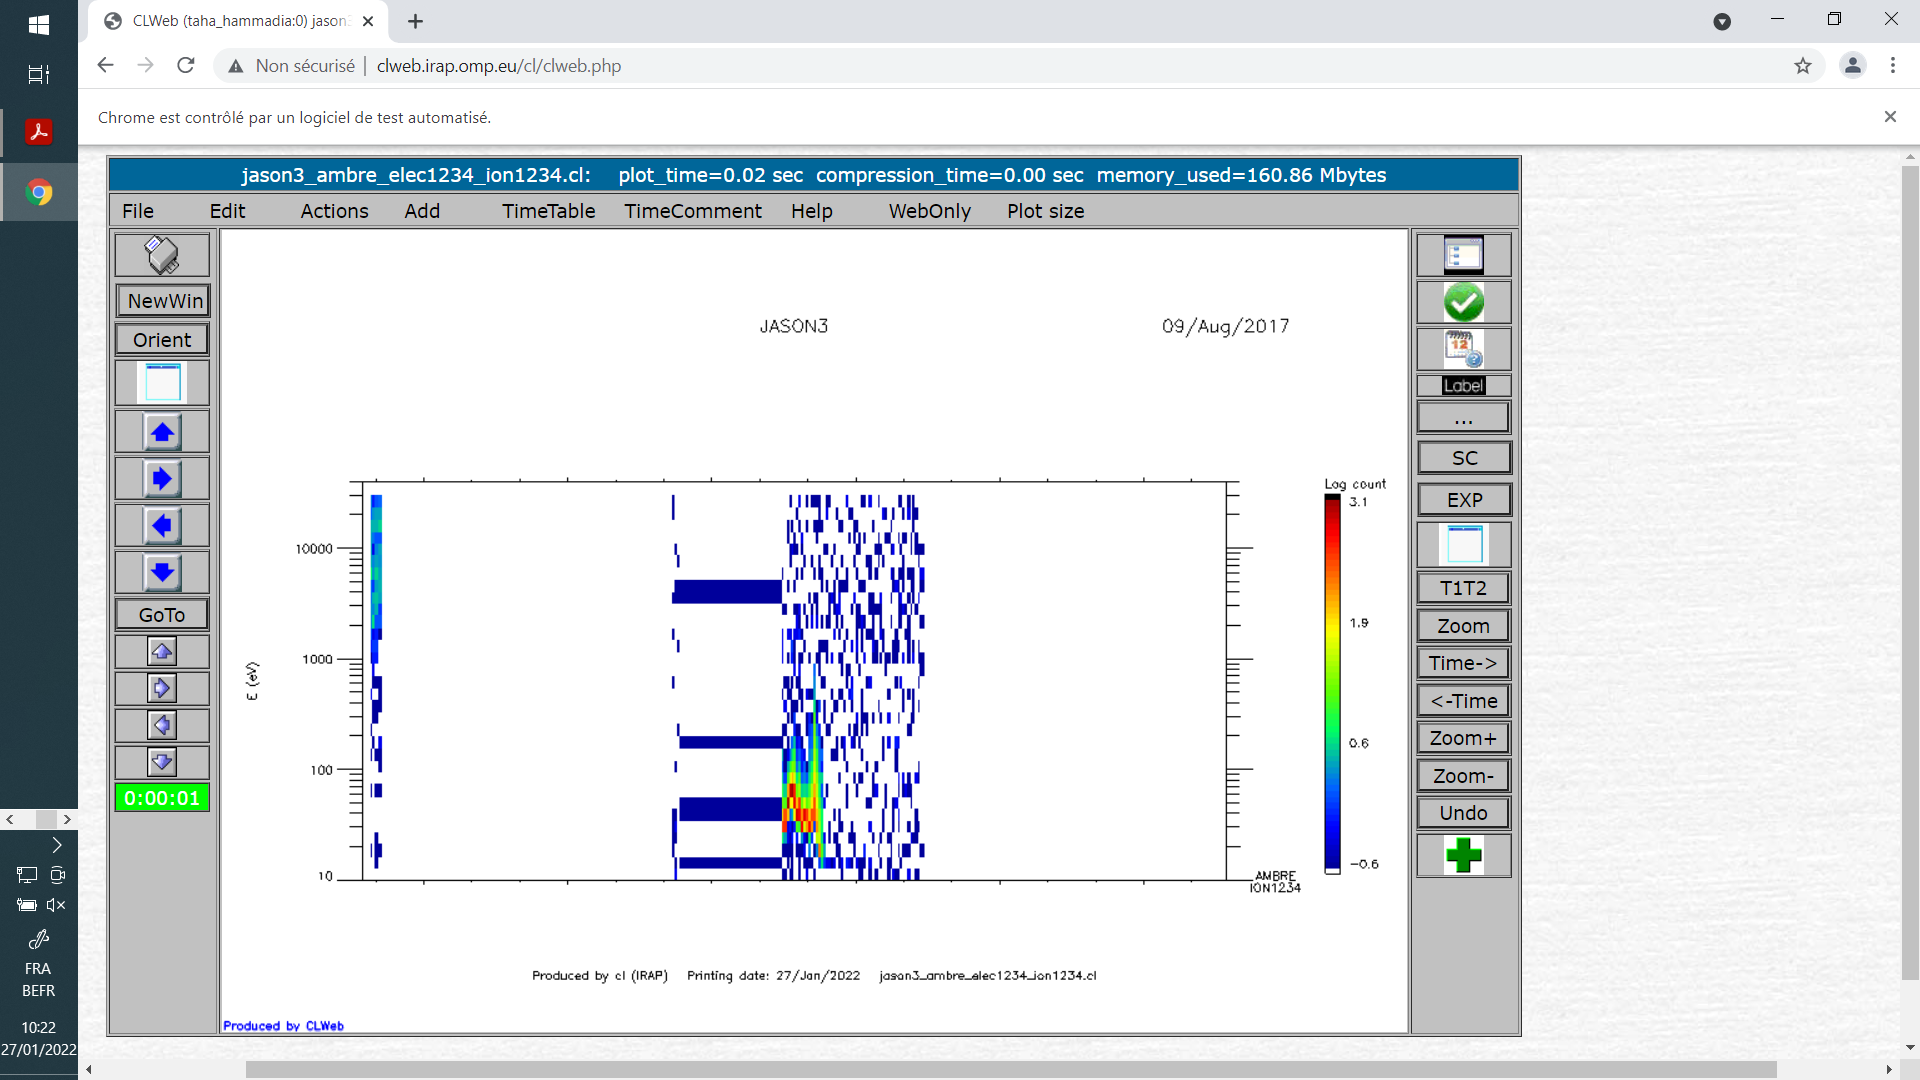 CLWeb (taha_hammadia:0) jason3
Non sécurisé | clweb.irap.omp.eu/cl/clweb.php
Chrome est contrôlé par un logiciel de test automatisé.
jason3_ambre_elec1234_ion1234.cl: plot_time=0.02 sec compression_time=0.00 sec memory_used=160.86 Mbytes
File Edit Actions Add TimeTable TimeComment Help WebOnly Plot size
NewWin
Orient
GoTo
0:00:01
JASON3 09/Aug/2017
E (eV)
10000
1000
100
10
Log count
3.1
1.9
0.6
-0.6
AMBRE
ION1234
Produced by cl (IRAP) Printing date: 27/Jan/2022 jason3_ambre_elec1234_ion1234.cl
Produced by CLWeb
12
Label
...
SC
EXP
T1T2
Zoom
Time->
<-Time
Zoom+
Zoom-
Undo
FRA
BEFR
10:22
27/01/2022